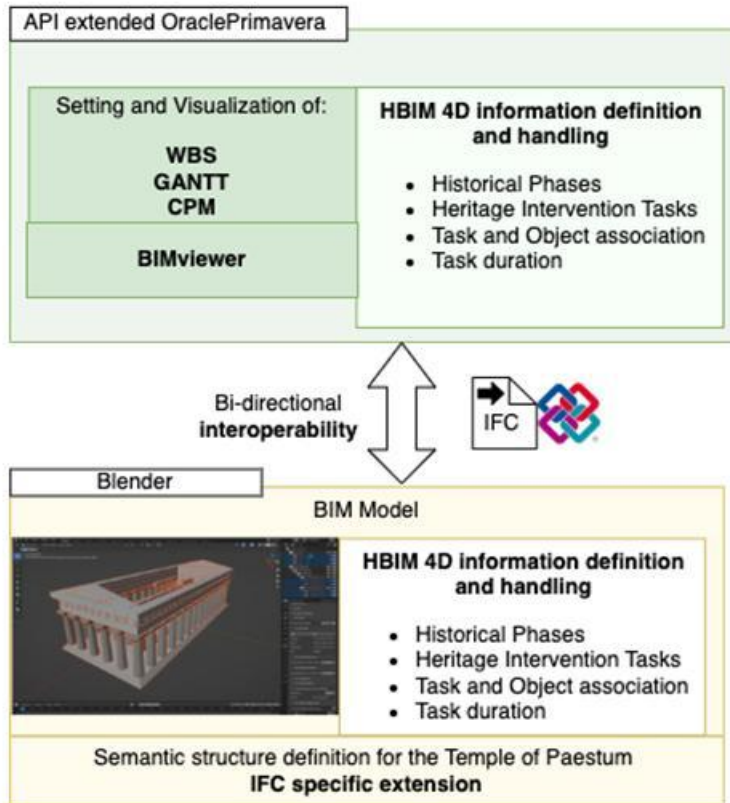 API extended OraclePrimavera
Setting and Visualization of:
WBS
GANTT
CPM
BIMviewer
HBIM 4D information definition
and handling
• Historical Phases
• Heritage Intervention Tasks
• Task and Object association
• Task duration
Bi-directional
interoperability
IFC
Blender
BIM Model
HBIM 4D information definition
and handling
• Historical Phases
• Heritage Intervention Tasks
• Task and Object association
• Task duration
Semantic structure definition for the Temple of Paestum
IFC specific extension